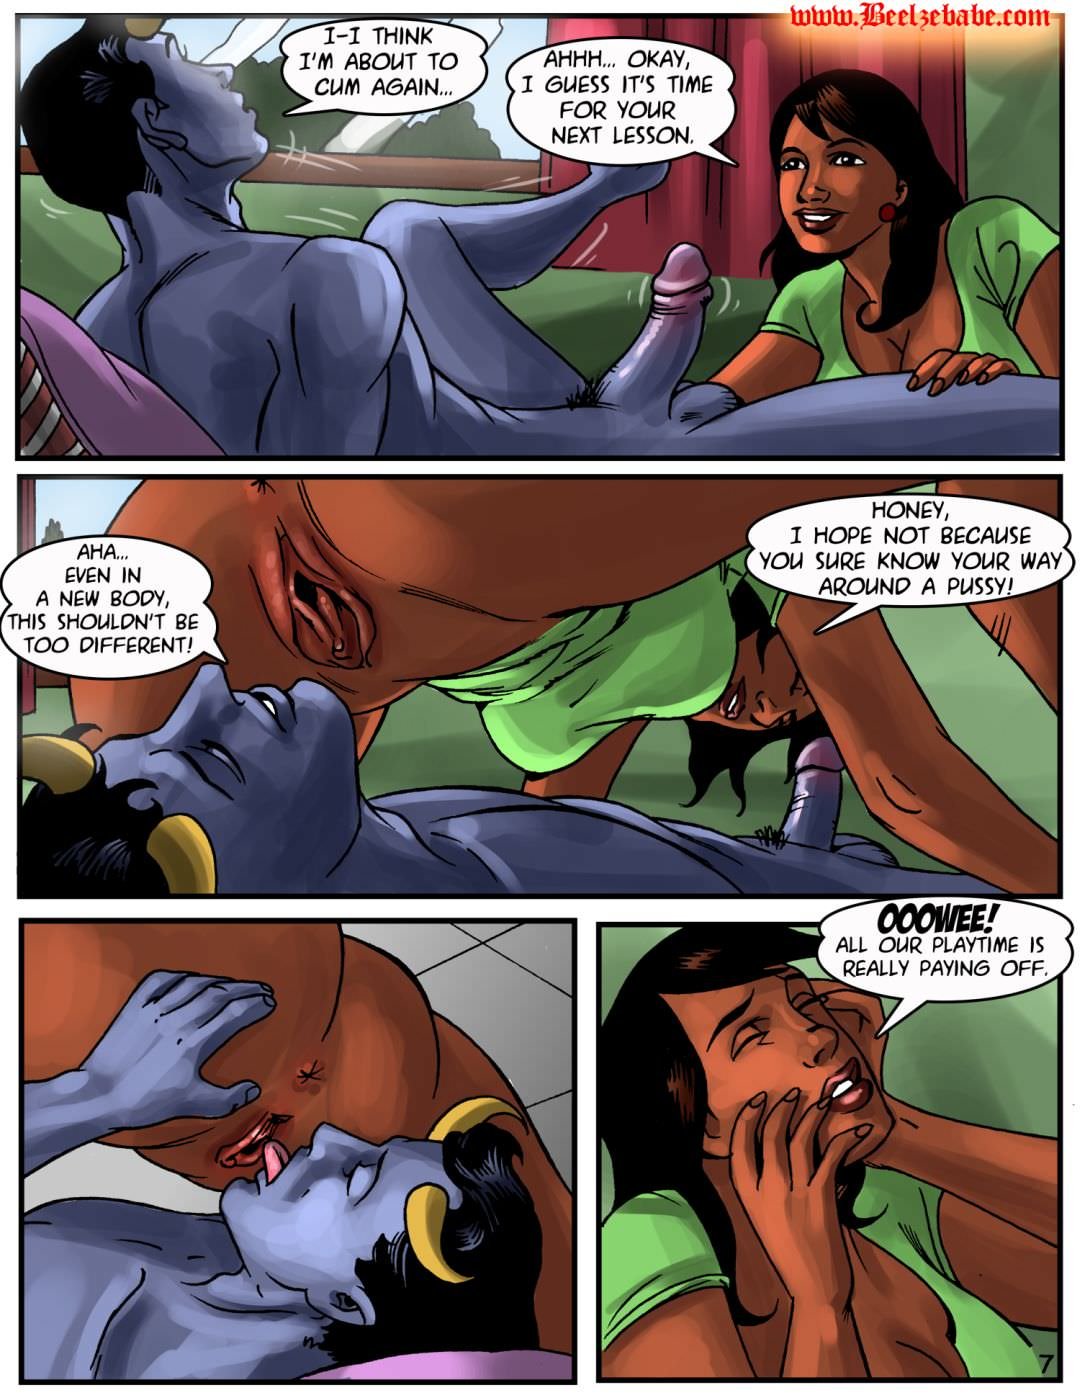 www.Beelzebabe.com
I-I THINK
I'M ABOUT TO
CUM AGAIN...
AHHH... OKAY,
I GUESS IT'S TIME
FOR YOUR
NEXT LESSON.
AHA...
EVEN IN
A NEW BODY,
THIS SHOULDN'T BE
TOO DIFFERENT!
HONEY,
I HOPE NOT BECAUSE
YOU SURE KNOW YOUR WAY
AROUND A PUSSY!
OOOWEE!
ALL OUR PLAYTIME IS
REALLY PAYING OFF.
7